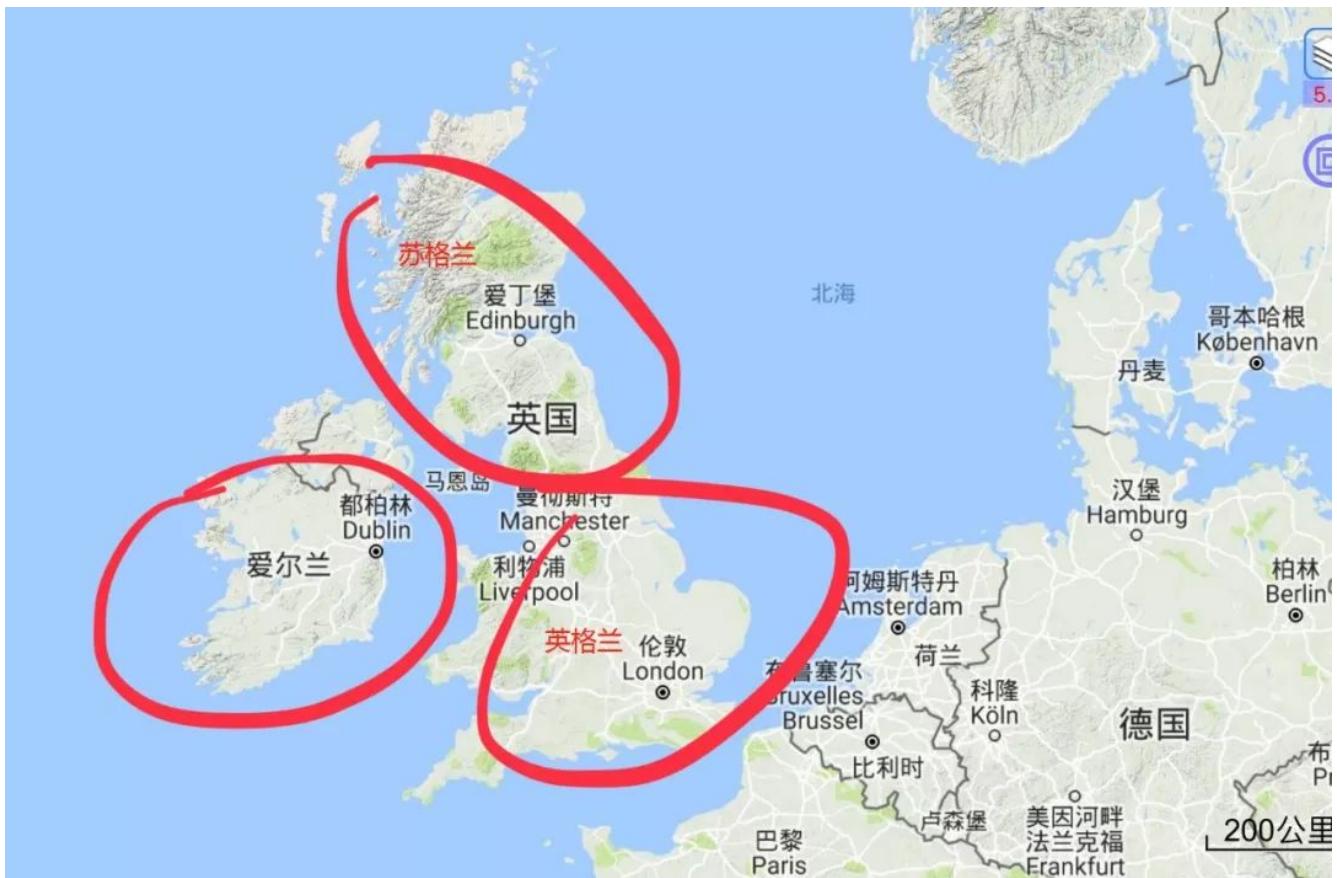 5.
苏格兰
爱丁堡
Edinburgh
北海
哥本哈根
København
丹麦
英国
马恩岛
曼彻斯特
Manchester
都柏林
Dublin
爱尔兰
利物浦
Liverpool
汉堡
Hamburg
阿姆斯特丹
Amsterdam
柏林
Berlin
英格兰
伦敦
London
荷兰
布鲁塞尔
Bruxelles
Brussel
科隆
Köln
德国
比利时
卢森堡
美因河畔
法兰克福
Frankfurt
巴黎
Paris
布
Pr
200公里